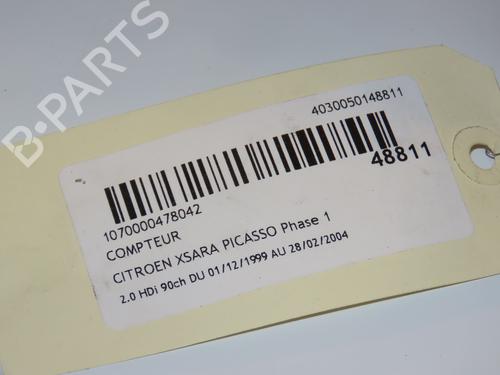 B-PARTS
4030050148811
48811
1070000478042
COMPTEUR
CITROEN XSARA PICASSO Phase 1
2.0 HDi 90ch DU 01/12/1999 AU 28/02/2004